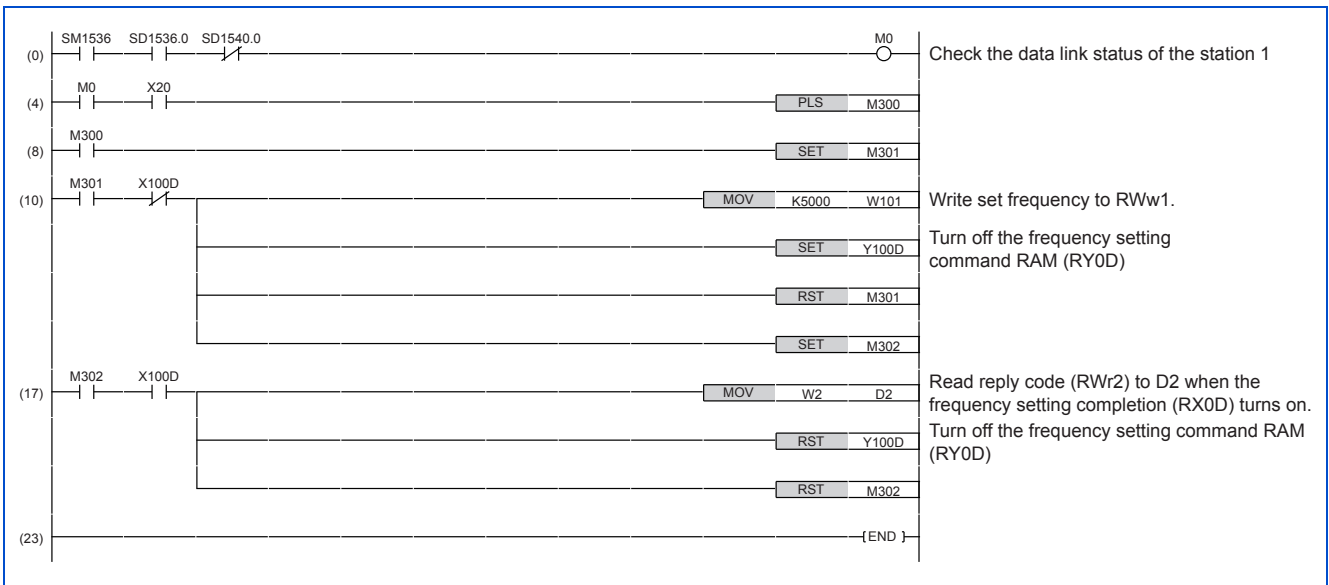 SM1536 SD1536.0 SD1540.0 M0
(0) Check the data link status of the station 1
M0 X20
(4) PLS M300
M300
(8) SET M301
M301 X100D
(10) MOV K5000 W101 Write set frequency to RWw1.
SET Y100D Turn off the frequency setting
command RAM (RY0D)
RST M301
SET M302
M302 X100D
(17) MOV W2 D2 Read reply code (RWr2) to D2 when the
frequency setting completion (RX0D) turns on.
RST Y100D Turn off the frequency setting command RAM
(RY0D)
RST M302
(23) END